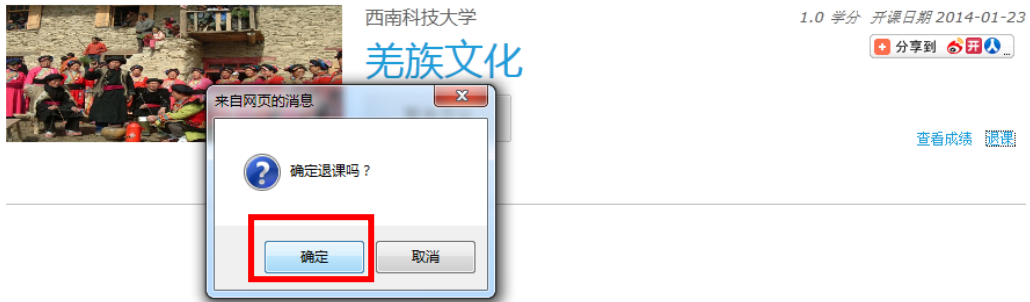 西南科技大学
1.0 学分 开课日期 2014-01-23
羌族文化
分享到
来自网页的消息
查看成绩 退课
确定退课吗？
确定 取消